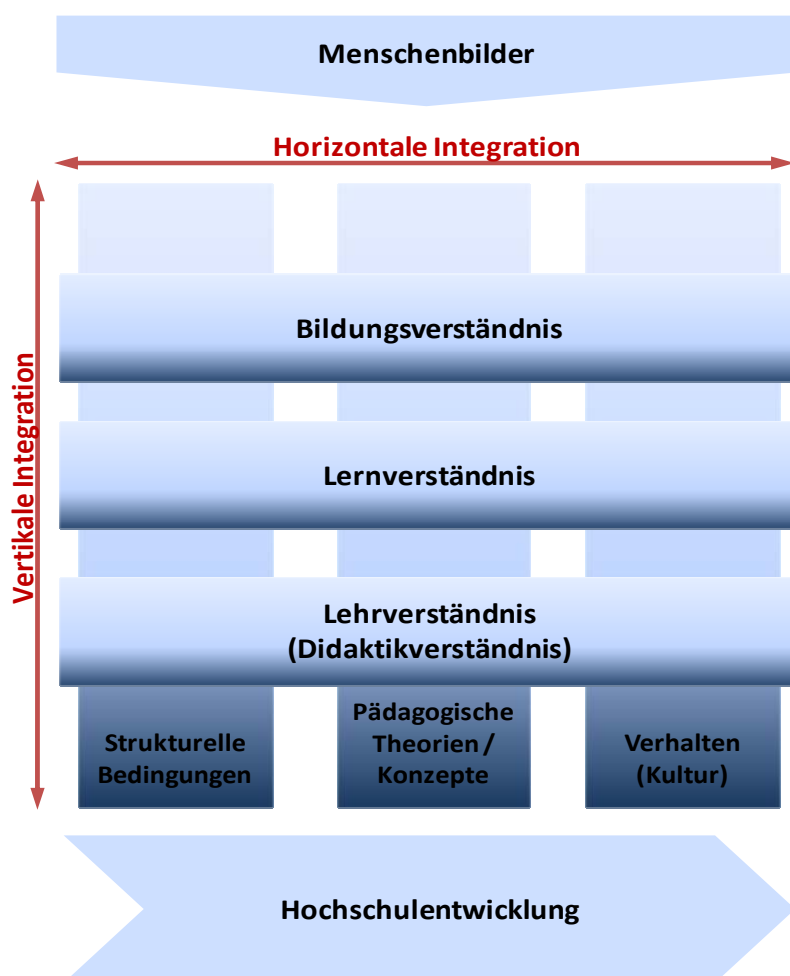 Menschenbilder
Horizontale Integration
Vertikale Integration
Bildungsverständnis
Lernverständnis
Lehrverständnis
(Didaktikverständnis)
Strukturelle
Bedingungen
Pädagogische
Theorien /
Konzepte
Verhalten
(Kultur)
Hochschulentwicklung